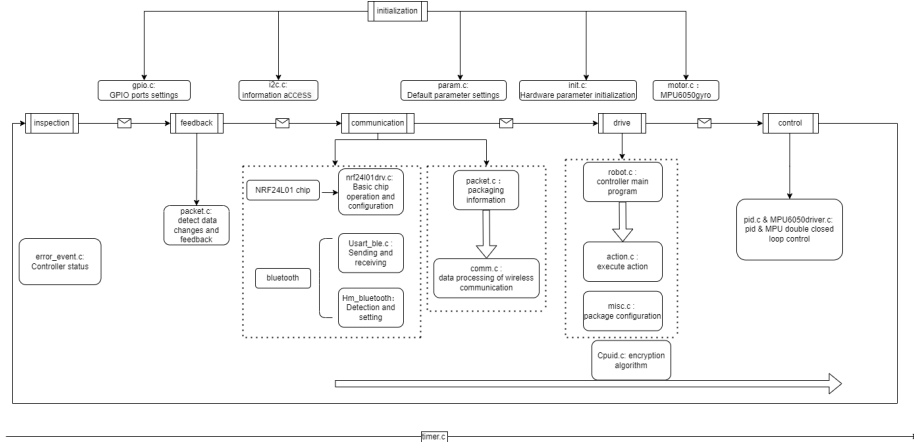 initialization
gpio.c:
GPIO ports settings
i2c.c:
information access
param.c:
Default parameter settings
init.c:
Hardware parameter initialization
motor.c：
MPU6050gyro
inspection
feedback
communication
drive
control
error_event.c:
Controller status
packet.c:
detect data
changes and
feedback
NRF24L01 chip
nrf24l01drv.c:
Basic chip
operation and
configuration
bluetooth
Usart_ble.c :
Sending and
receiving
Hm_bluetooth：
Detection and
setting
packet.c：
packaging
information
comm.c :
data processing of wireless
communication
robot.c :
controller main
program
action.c :
execute action
misc.c :
package configuration
Cpuid.c: encryption
algorithm
pid.c & MPU6050driver.c:
pid & MPU double closed
loop control
timer.c